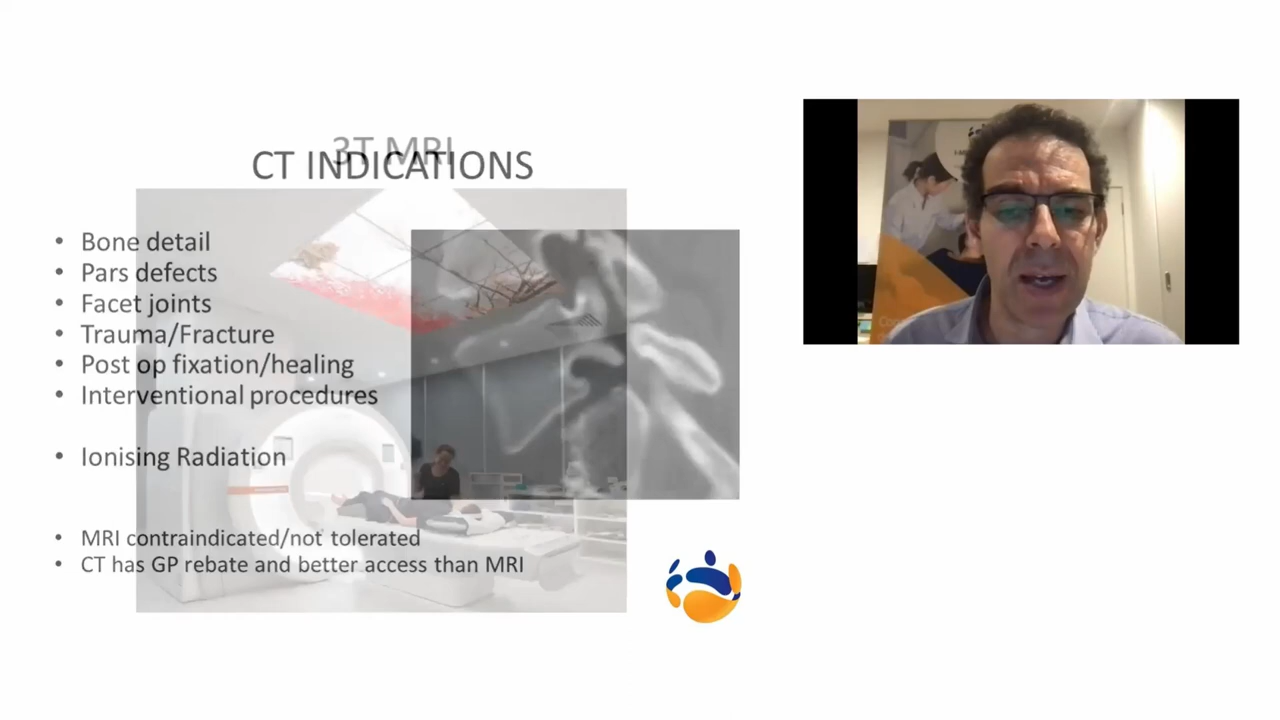 3T MRI
CT INDICATIONS
• Bone detail
• Pars defects
• Facet joints
• Trauma/Fracture
• Post op fixation/healing
• Interventional procedures
• Ionising Radiation
• MRI contraindicated/not tolerated
• CT has GP rebate and better access than MRI